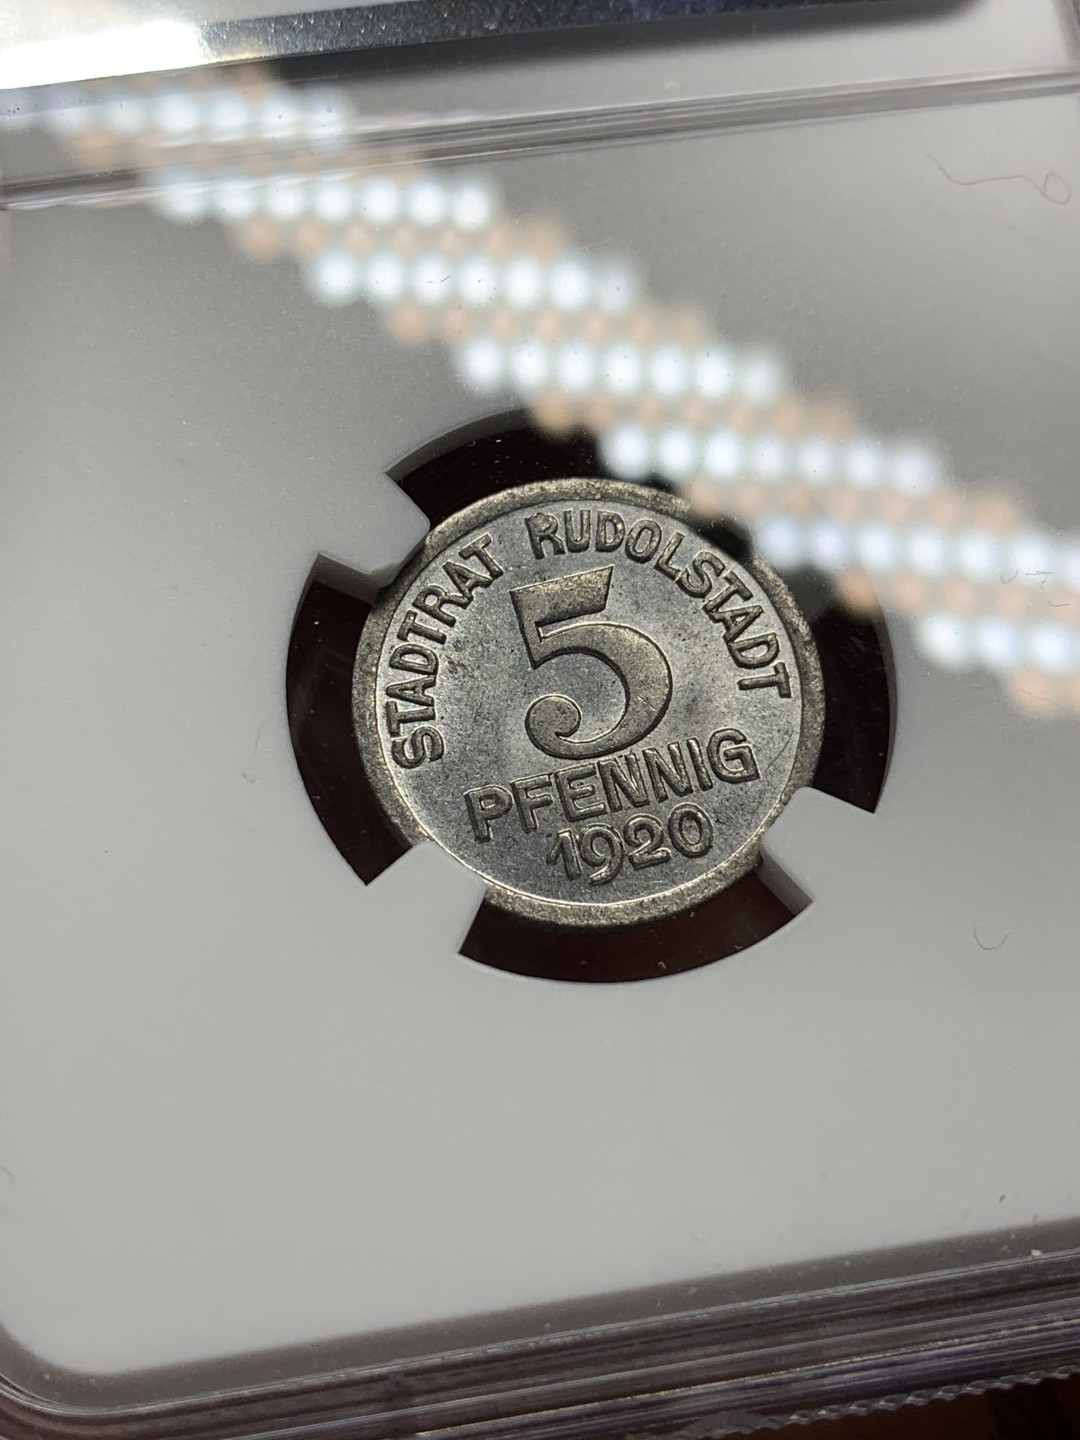 STADTRAT RUDOLSTADT
5
PFENNIG
1920